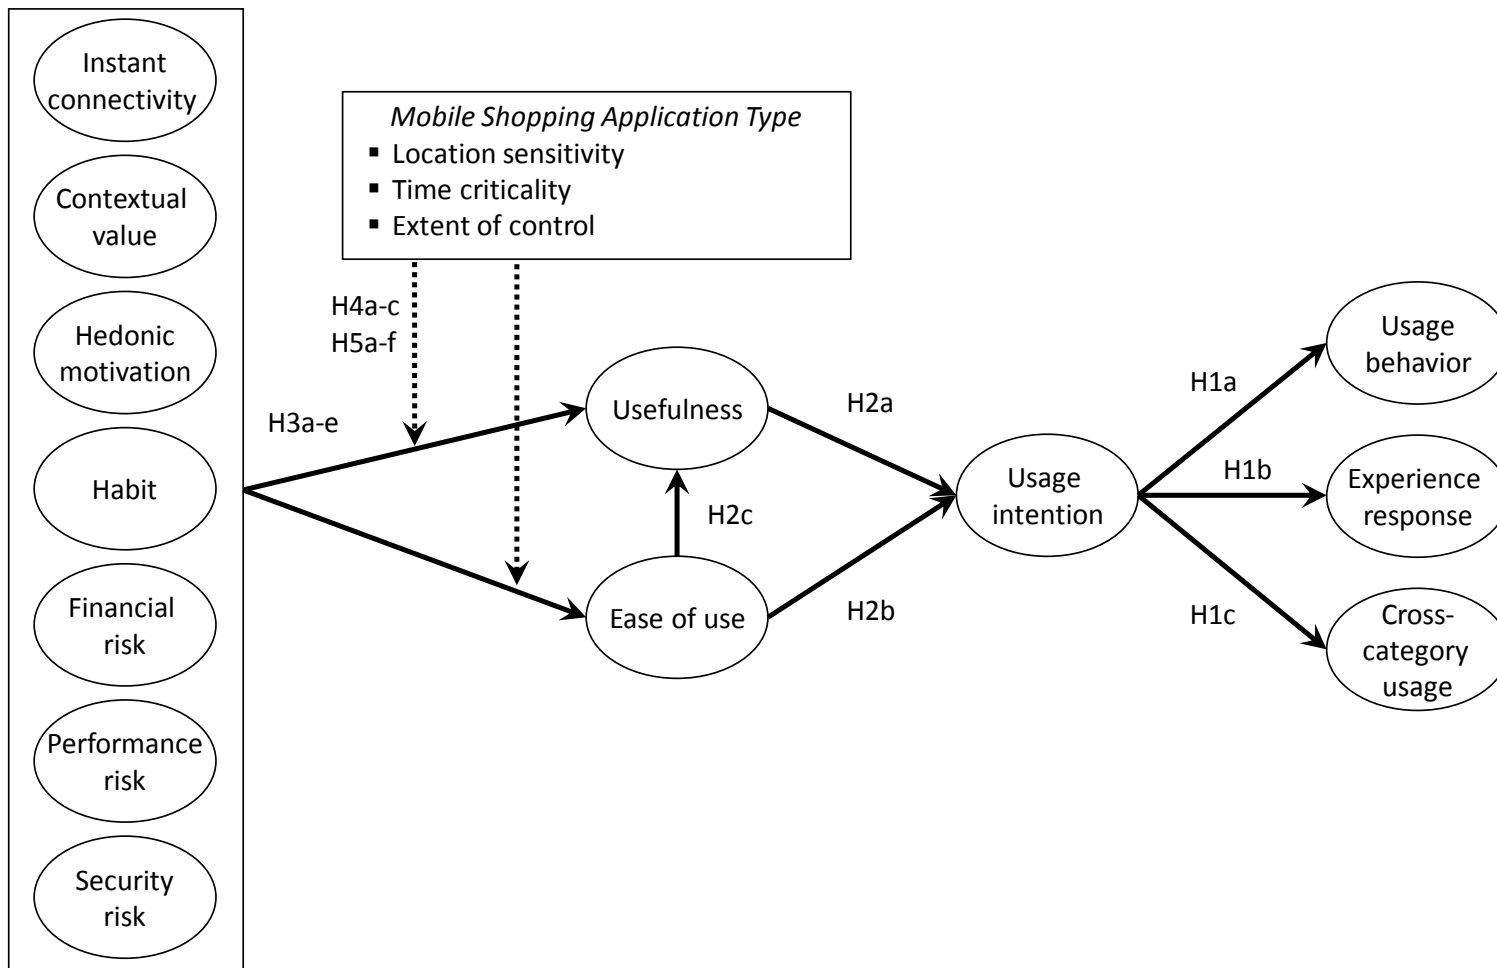 Instant
connectivity
Contextual
value
Hedonic
motivation
Habit
Financial
risk
Performance
risk
Security
risk
Mobile Shopping Application Type
▪ Location sensitivity
▪ Time criticality
▪ Extent of control
H4a-c
H5a-f
H3a-e
Usefulness
H2c
Ease of use
H2a
H2b
Usage
intention
H1a
H1b
H1c
Usage
behavior
Experience
response
Cross-
category
usage